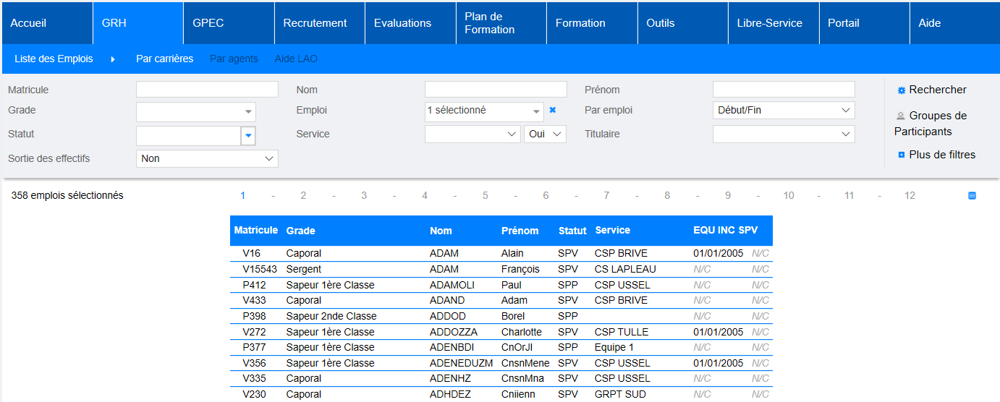 Accueil GRH GPEC Recrutement Evaluations Plan de Formation Formation Outils Libre-Service Portail Aide
Liste des Emplois Par carrières Par agents Aide LAO
Matricule Nom Prénom Rechercher
Grade Emploi 1 sélectionné Par emploi Début/Fin Groupes de Participants
Statut Service Oui Titulaire
Sortie des effectifs Non Plus de filtres
358 emplois sélectionnés 1 - 2 - 3 - 4 - 5 - 6 - 7 - 8 - 9 - 10 - 11 - 12
Matricule Grade Nom Prénom Statut Service EQU INC SPV
V16 Caporal ADAM Alain SPV CSP BRIVE 01/01/2005 N/C
V15543 Sergent ADAM François SPV CS LAPLEAU N/C N/C
P412 Sapeur 1ère Classe ADAMOLI Paul SPP CSP USSEL N/C N/C
V433 Caporal ADAND Adam SPV CSP BRIVE N/C N/C
P398 Sapeur 2nde Classe ADDOD Borel SPP N/C N/C
V272 Sapeur 1ère Classe ADDOZZA Charlotte SPV CSP TULLE 01/01/2005 N/C
P377 Sapeur 1ère Classe ADENBDI CnOrJl SPP Equipe 1 N/C N/C
V356 Sapeur 1ère Classe ADENEDUZM CnsnMene SPV CSP USSEL 01/01/2005 N/C
V335 Caporal ADENHZ CnsnMna SPV CSP USSEL N/C N/C
V230 Caporal ADHDEZ Cniienn SPV GRPT SUD N/C N/C